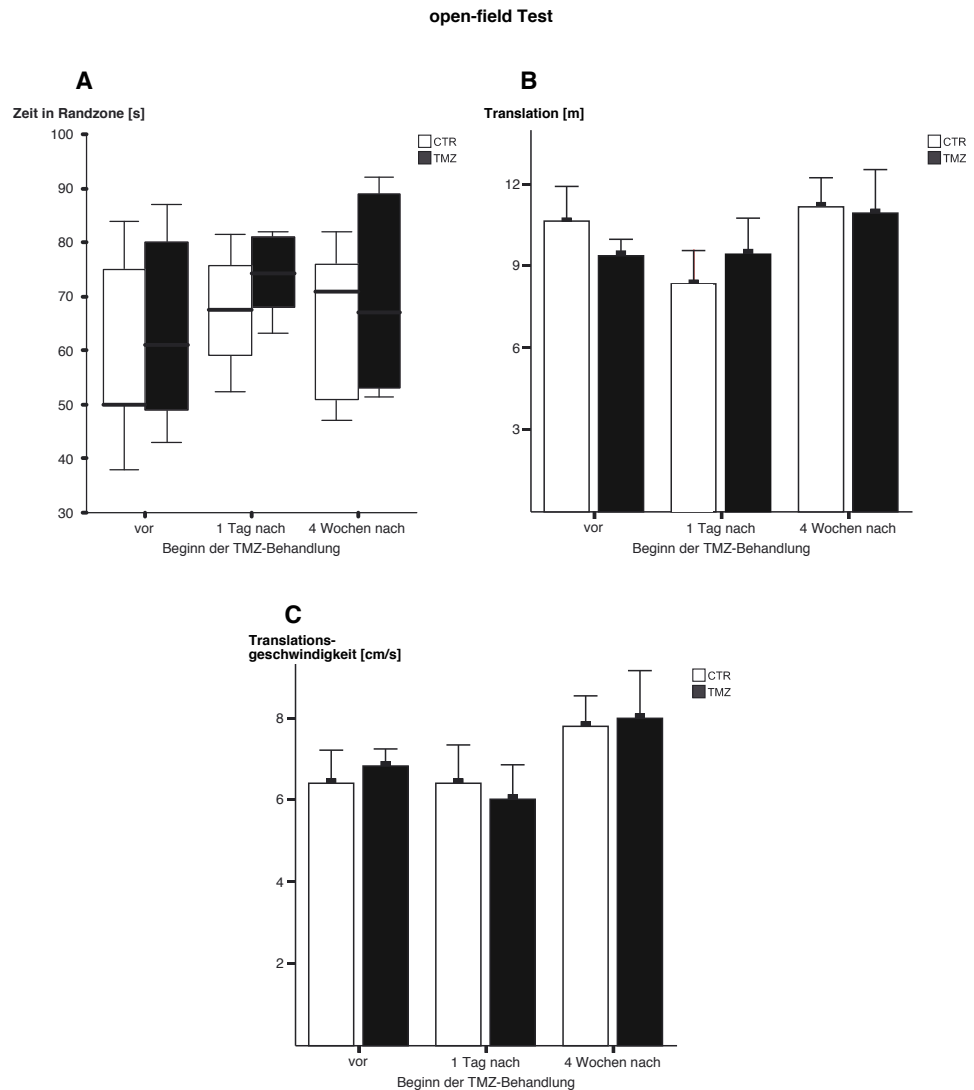 open-field Test
A
Zeit in Randzone [s]
100
90
80
70
60
50
40
30
CTR
TMZ
vor
1 Tag nach
4 Wochen nach
Beginn der TMZ-Behandlung
B
Translation [m]
12
9
6
3
CTR
TMZ
vor
1 Tag nach
4 Wochen nach
Beginn der TMZ-Behandlung
C
Translations-
geschwindigkeit [cm/s]
8
6
4
2
CTR
TMZ
vor
1 Tag nach
4 Wochen nach
Beginn der TMZ-Behandlung